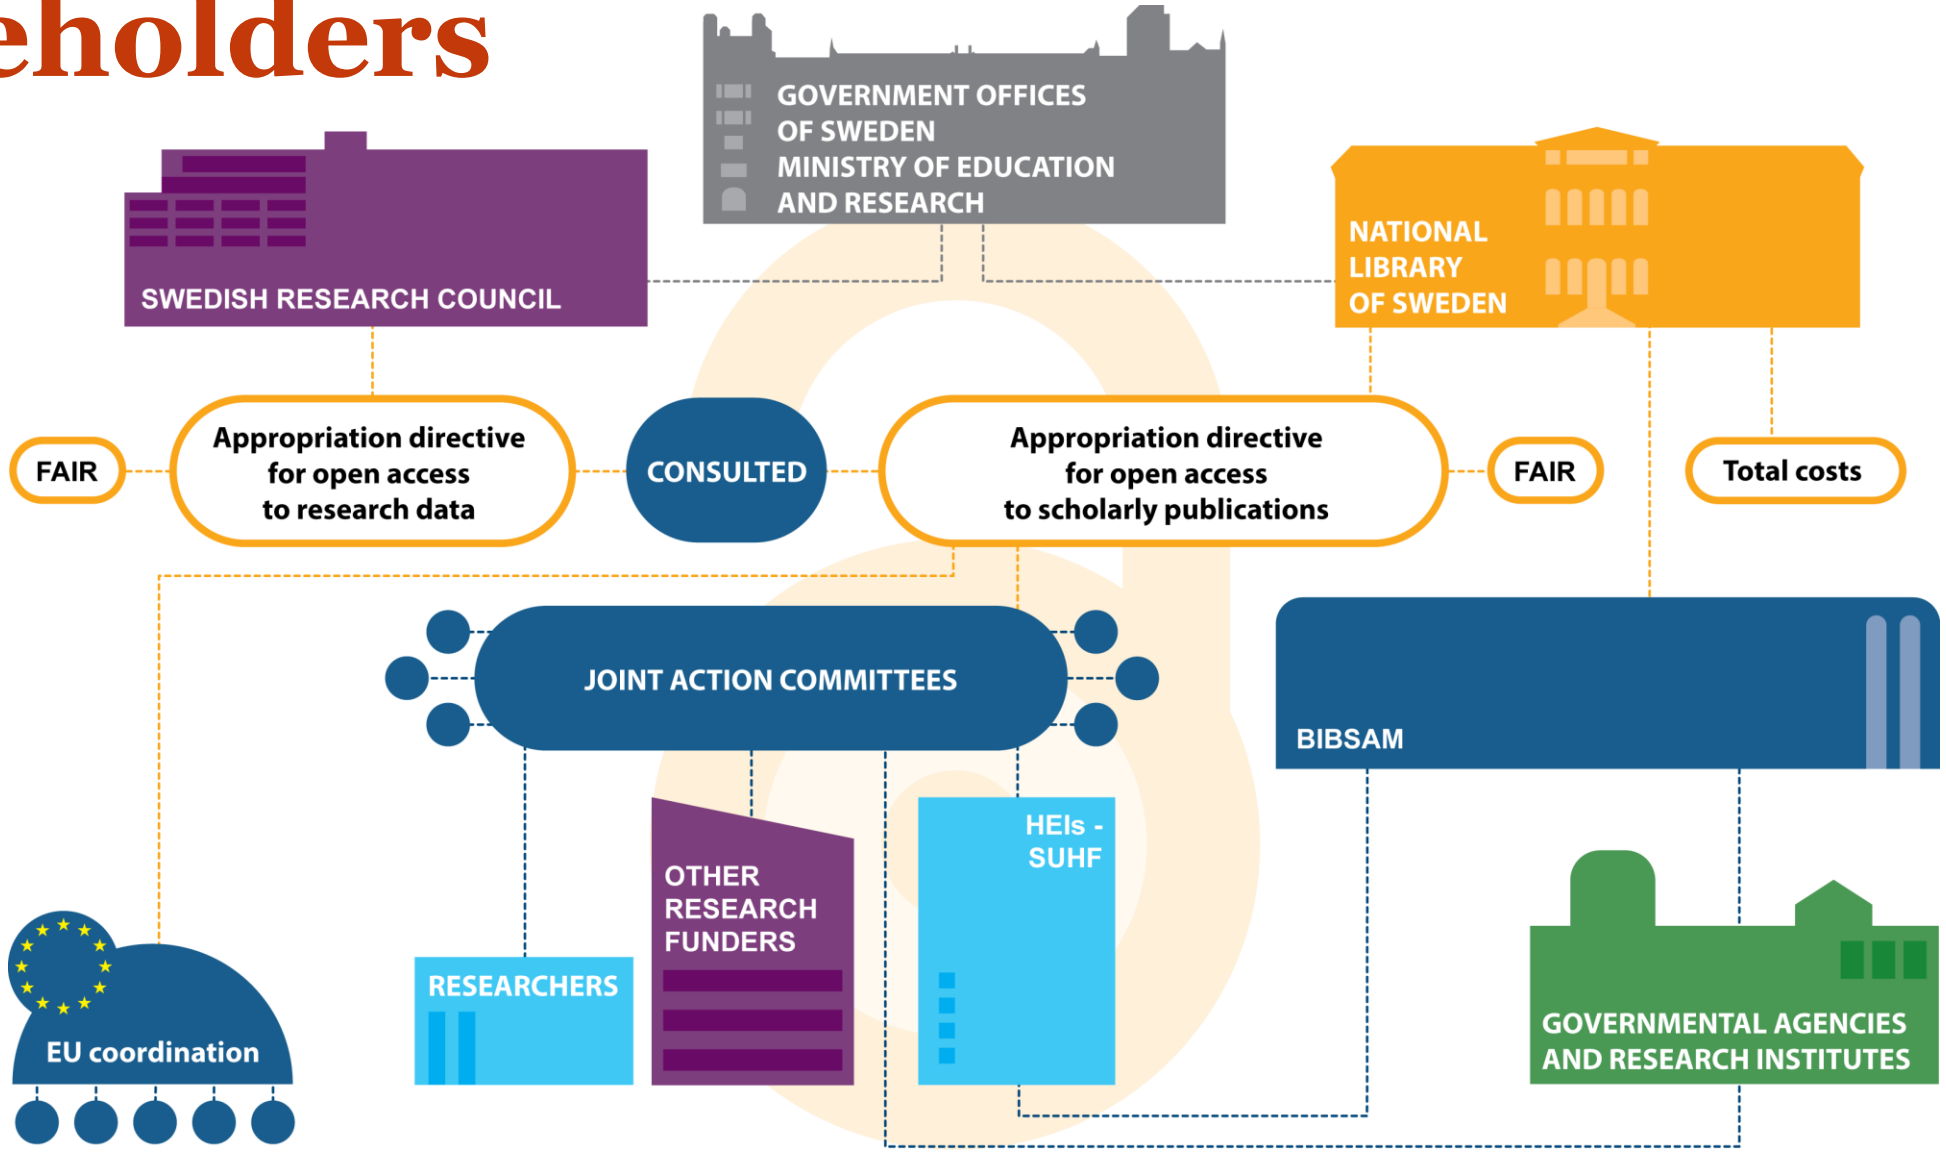 eholders
GOVERNMENT OFFICES
OF SWEDEN
MINISTRY OF EDUCATION
AND RESEARCH
SWEDISH RESEARCH COUNCIL
NATIONAL
LIBRARY
OF SWEDEN
FAIR
Appropriation directive
for open access
to research data
CONSULTED
Appropriation directive
for open access
to scholarly publications
FAIR
Total costs
JOINT ACTION COMMITTEES
BIBSAM
HEIs -
SUHF
OTHER
RESEARCH
FUNDERS
RESEARCHERS
EU coordination
GOVERNMENTAL AGENCIES
AND RESEARCH INSTITUTES